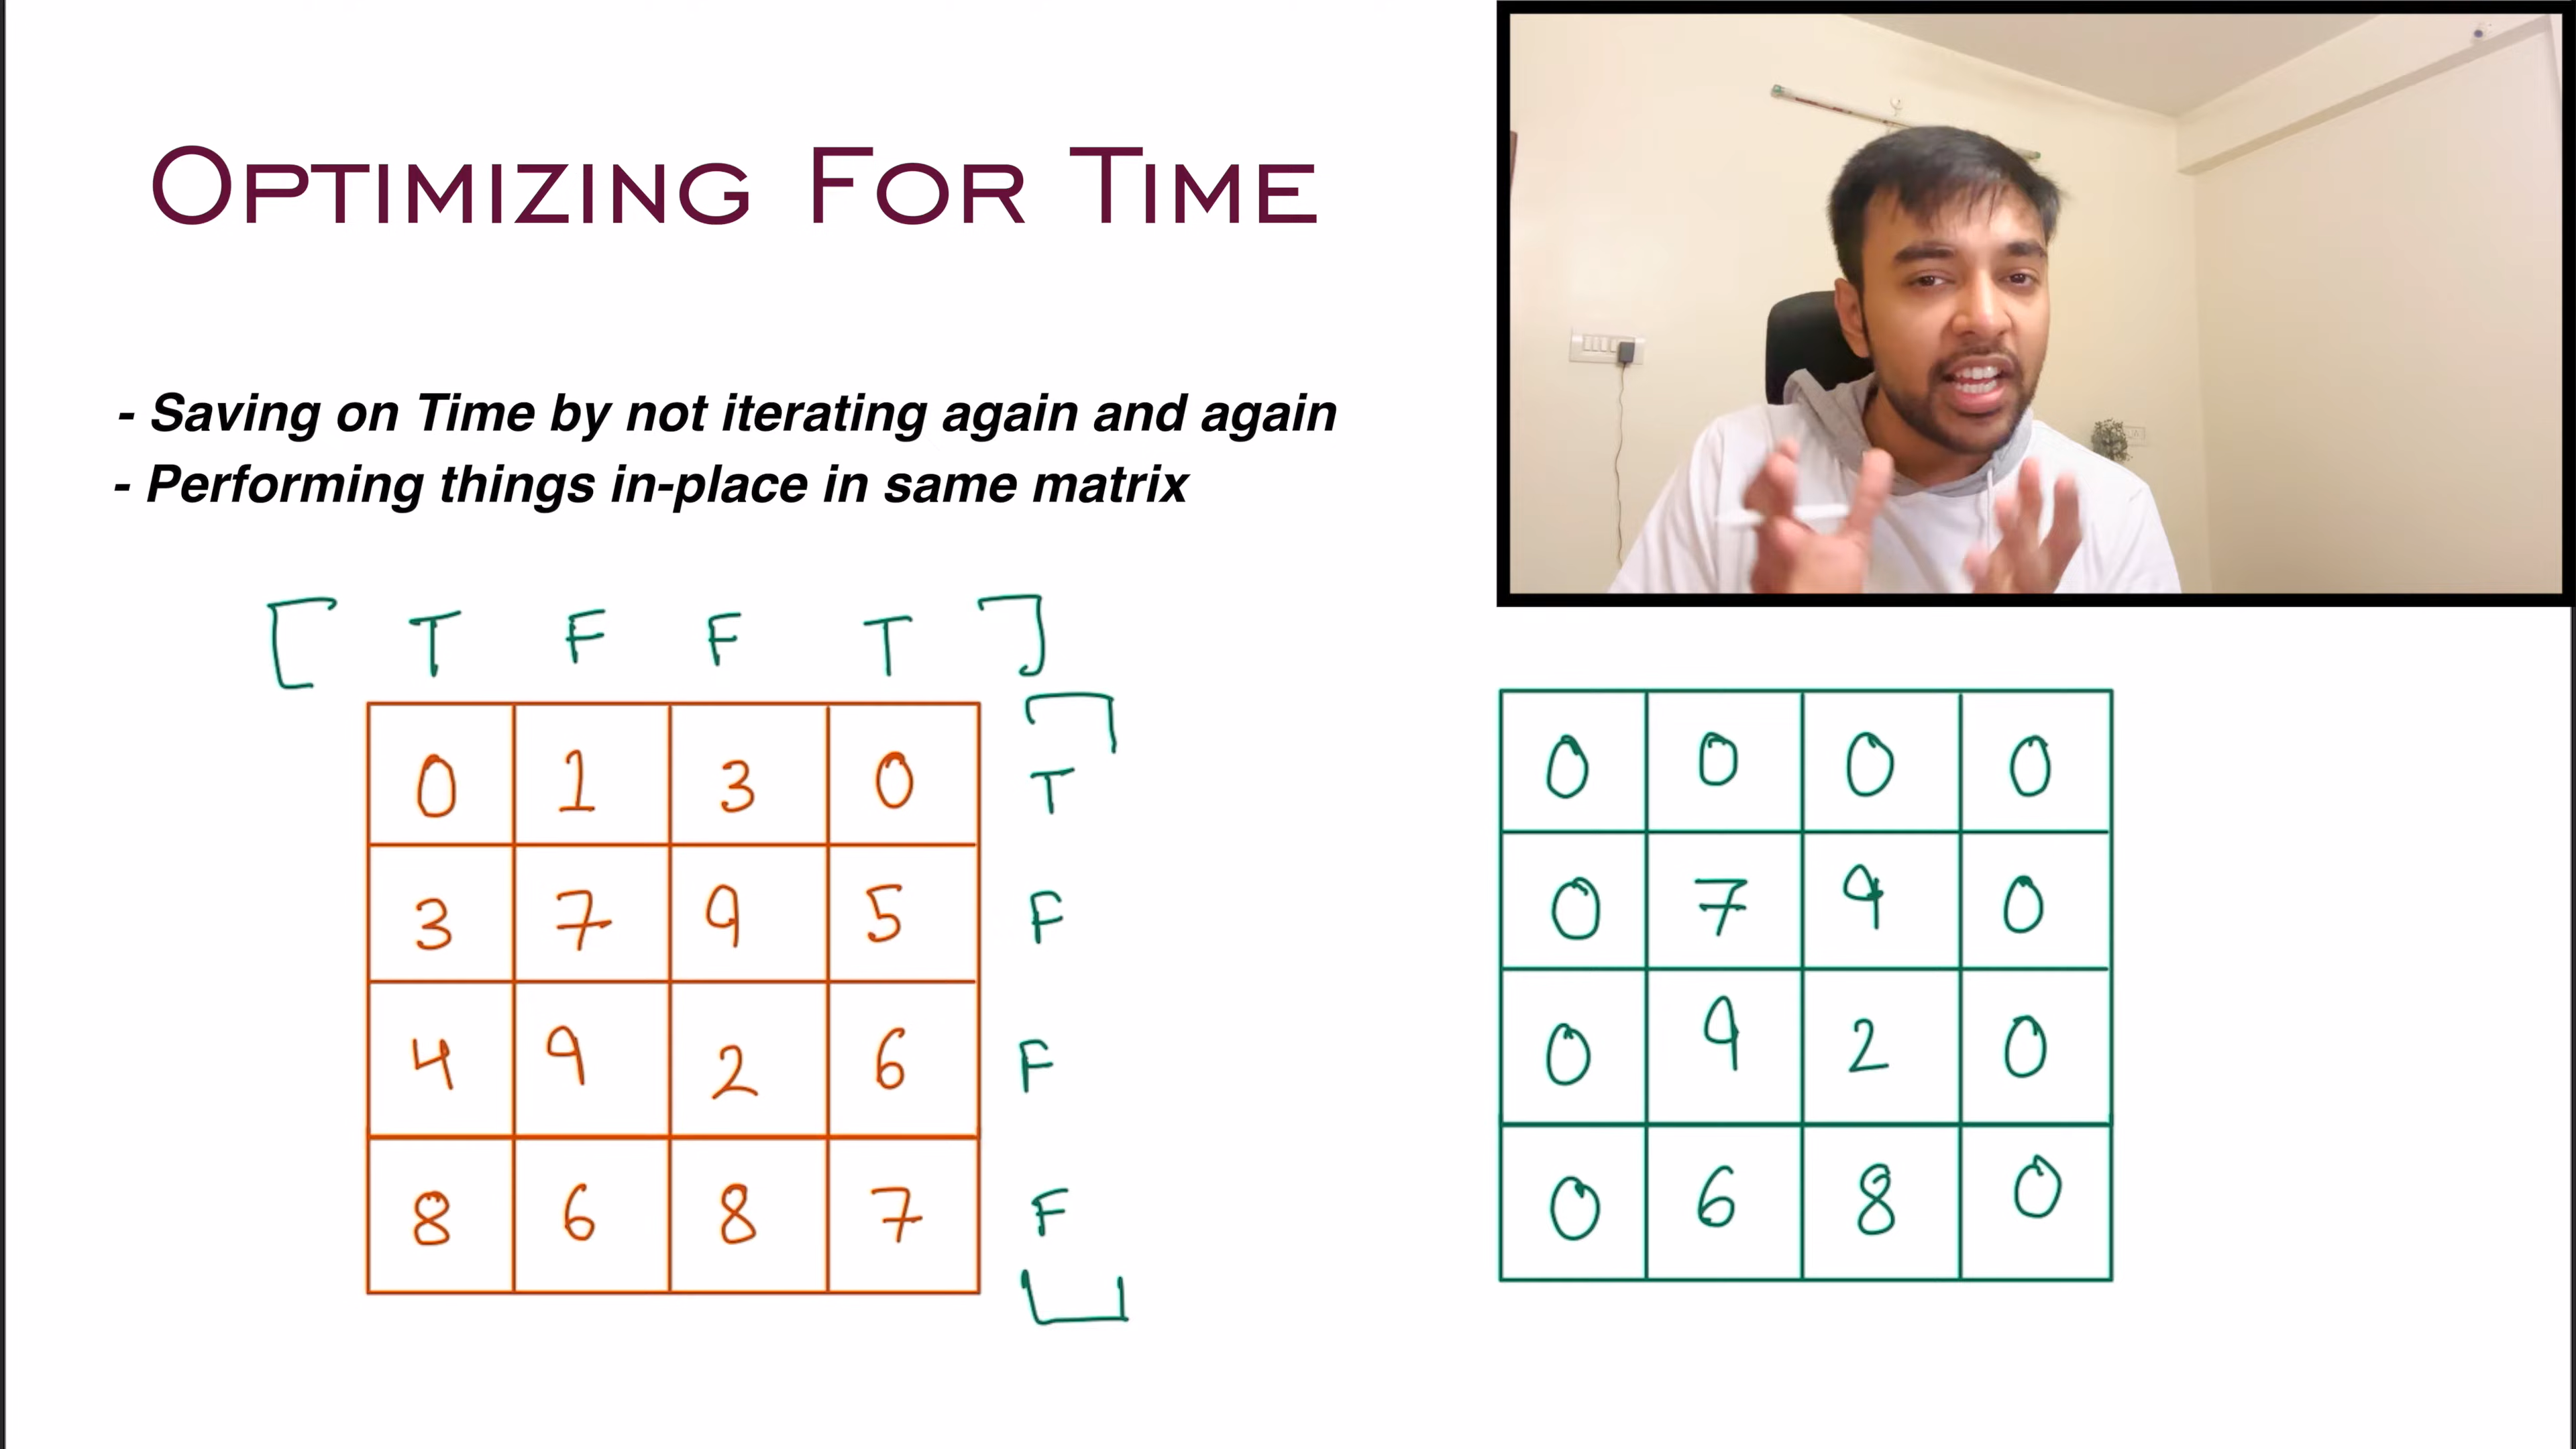 OPTIMIZING FOR TIME
- Saving on Time by not iterating again and again
- Performing things in-place in same matrix
[ T F F T ]
0 1 3 0 T
3 7 9 5 F
4 9 2 6 F
8 6 8 7 F
0 0 0 0
0 7 9 0
0 9 2 0
0 6 8 0